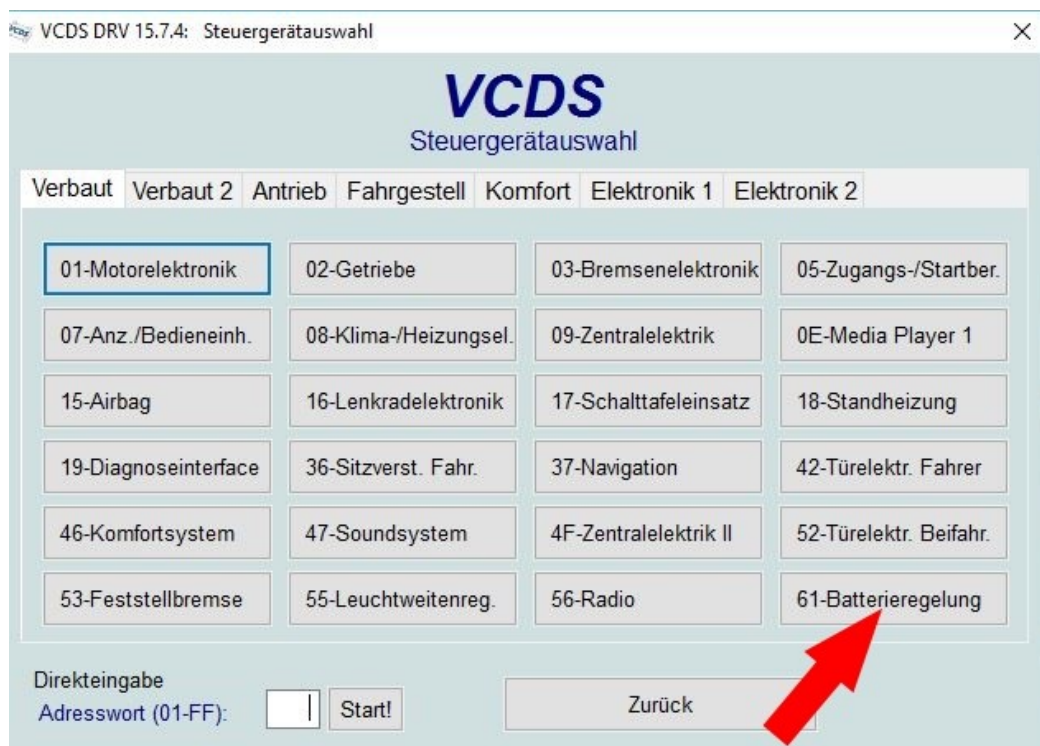 VCDS DRV 15.7.4: Steuergerätauswahl
VCDS
Steuergerätauswahl
Verbaut Verbaut 2 Antrieb Fahrgestell Komfort Elektronik 1 Elektronik 2
01-Motorelektronik 02-Getriebe 03-Bremsenelektronik 05-Zugangs-/Startber.
07-Anz./Bedieneinh. 08-Klima-/Heizungsel. 09-Zentralelektrik 0E-Media Player 1
15-Airbag 16-Lenkradelektronik 17-Schalttafeleinsatz 18-Standheizung
19-Diagnoseinterface 36-Sitzverst. Fahr. 37-Navigation 42-Türelektr. Fahrer
46-Komfortsystem 47-Soundsystem 4F-Zentralelektrik II 52-Türelektr. Beifahr.
53-Feststellbremse 55-Leuchtweitenreg. 56-Radio 61-Batterieregelung
Direkteingabe
Adresswort (01-FF): Start! Zurück